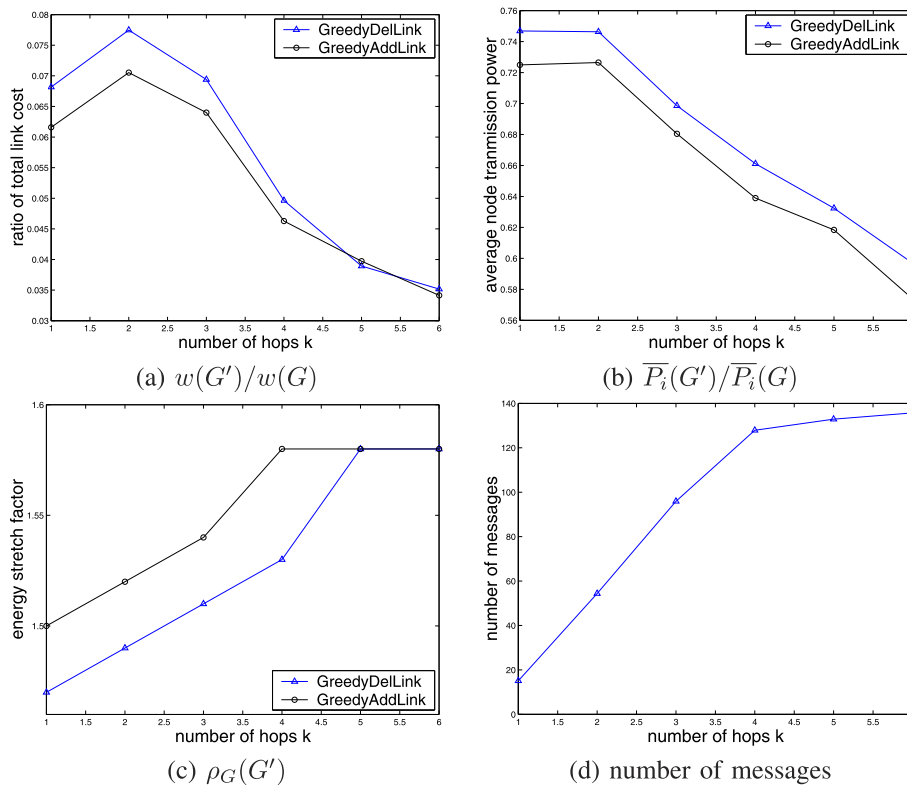 0.08
0.075
0.07
0.065
0.06
0.055
0.05
0.045
0.04
0.035
0.03
ratio of total link cost
GreedyDelLink
GreedyAddLink
1 1.5 2 2.5 3 3.5 4 4.5 5 5.5 6
number of hops k
(a) w(G′)/w(G)
0.76
0.74
0.72
0.7
0.68
0.66
0.64
0.62
0.6
0.58
0.56
average node tranmission power
GreedyDelLink
GreedyAddLink
1 1.5 2 2.5 3 3.5 4 4.5 5 5.5
number of hops k
(b) P̅ᵢ(G′)/P̅ᵢ(G)
1.6
1.55
1.5
energy stretch factor
GreedyDelLink
GreedyAddLink
1 1.5 2 2.5 3 3.5 4 4.5 5 5.5 6
number of hops k
(c) ρ_G(G′)
140
120
100
80
60
40
20
0
number of messages
1 1.5 2 2.5 3 3.5 4 4.5 5 5.5
number of hops k
(d) number of messages